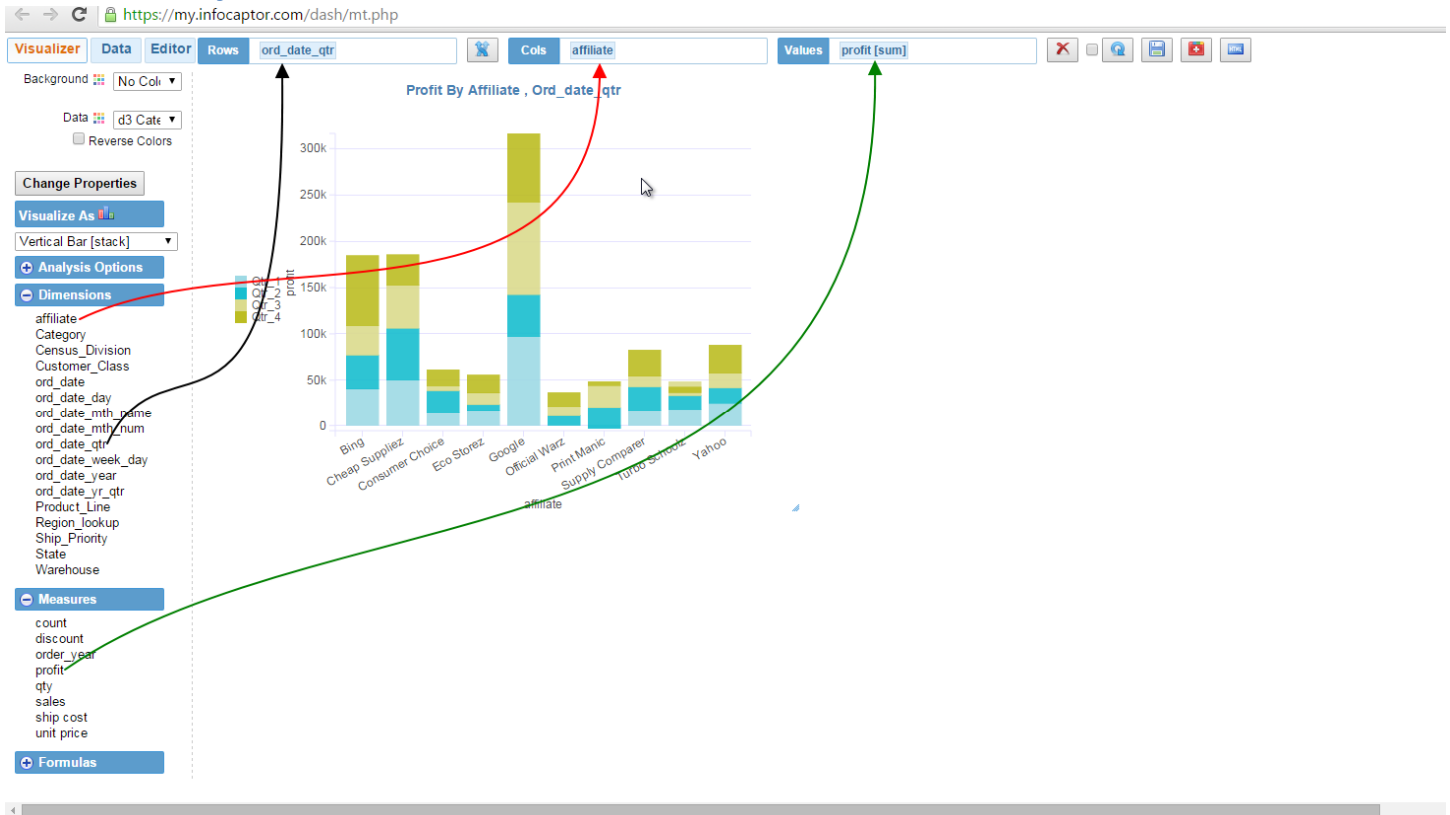 https://my.infocaptor.com/dash/mt.php
Visualizer Data Editor Rows ord_date_qtr Cols affiliate Values profit [sum]
Background No Col
Data d3 Cate
Reverse Colors
Change Properties
Visualize As
Vertical Bar [stack]
Analysis Options
Dimensions
affiliate
Category
Census_Division
Customer_Class
ord_date
ord_date_day
ord_date_mth_name
ord_date_mth_num
ord_date_qtr
ord_date_week_day
ord_date_year
ord_date_yr_qtr
Product_Line
Region_lookup
Ship_Priority
State
Warehouse
Measures
count
discount
order_year
profit
qty
sales
ship cost
unit price
Formulas
Profit By Affiliate , Ord_date_qtr
300k
250k
200k
150k
100k
50k
0
profit
Qtr_1
Qtr_2
Qtr_3
Qtr_4
Bing
Cheap Suppliez
Consumer Choice
Eco Storez
Google
Official Warz
Print Manic
Supply Comparer
Turbo Schoolz
Yahoo
affiliate
HTML